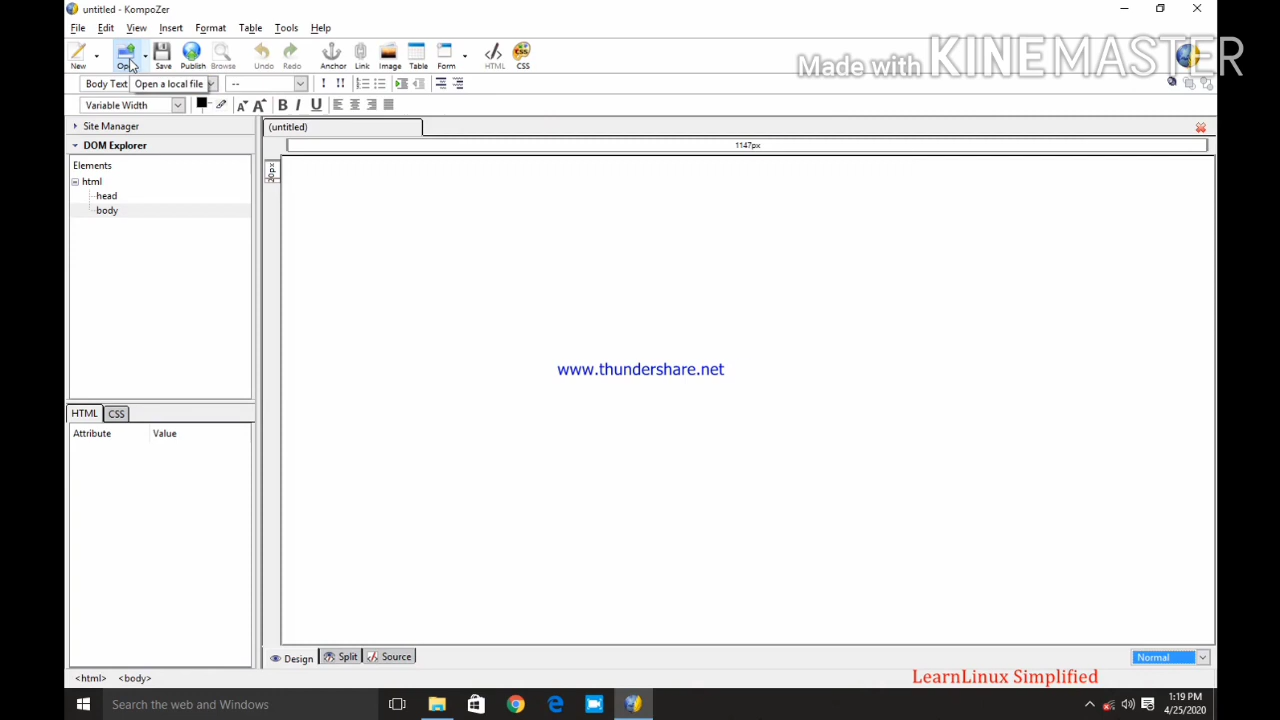 untitled - KompoZer
File Edit View Insert Format Table Tools Help
New Open Save Publish Browse Undo Redo Anchor Link Image Table Form HTML CSS
Made with KINEMASTER
Body Text Open a local file --
Variable Width B I U
Site Manager
(untitled)
DOM Explorer
1147px
Elements
html
head
body
www.thundershare.net
HTML CSS
Attribute Value
Design Split Source
Normal
<html> <body>
LearnLinux Simplified
Search the web and Windows
1:19 PM
4/25/2020